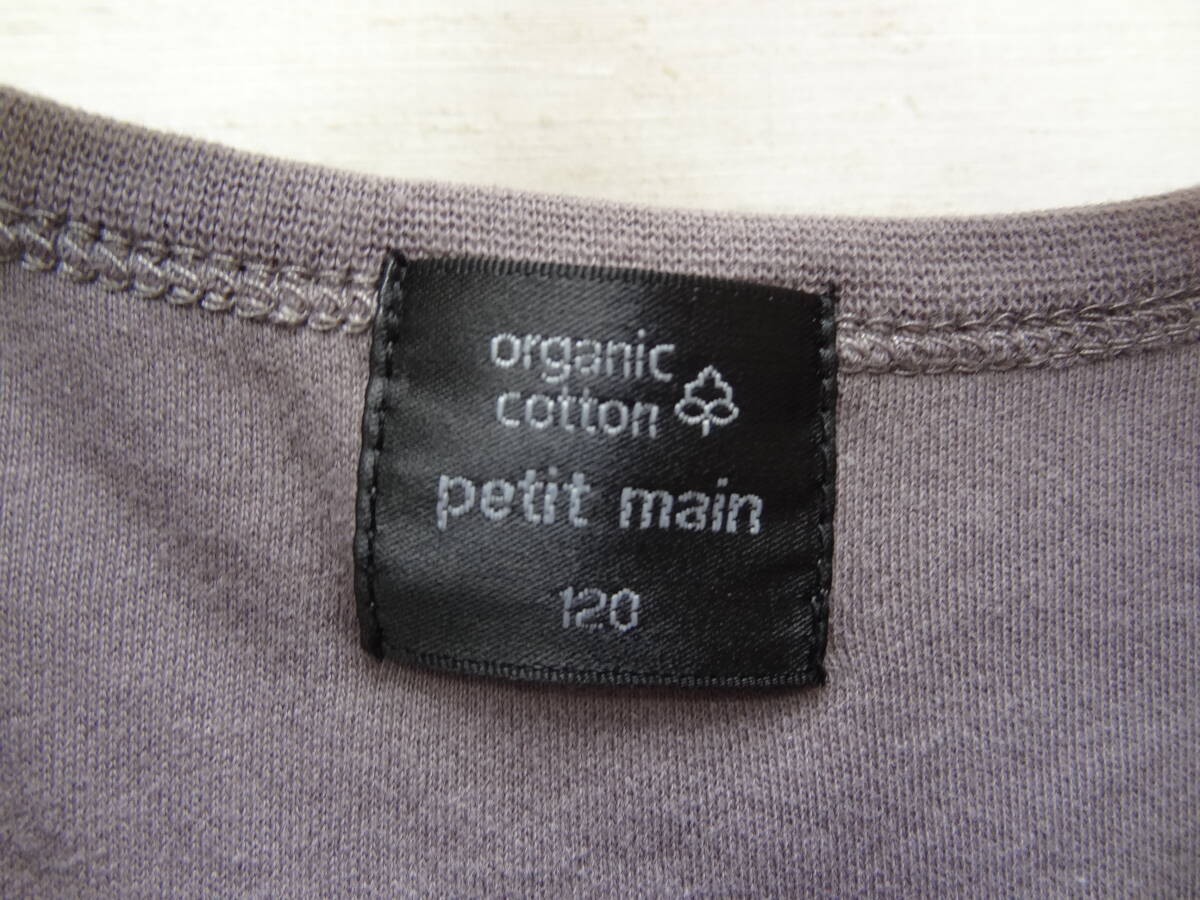 organic
cotton
petit main
120